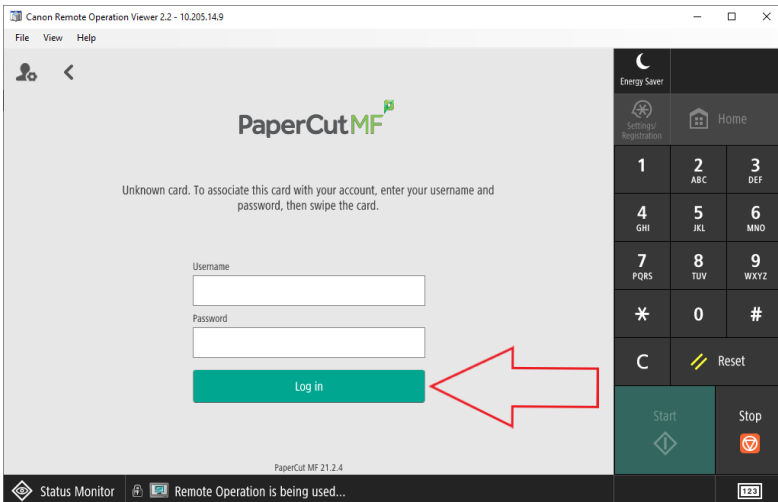 Canon Remote Operation Viewer 2.2 - 10.205.14.9
File View Help
PaperCut MF
Unknown card. To associate this card with your account, enter your username and
password, then swipe the card.
Username
Password
Log in
PaperCut MF 21.2.4
Energy Saver
Settings/
Registration
Home
1 2 3
ABC DEF
4 5 6
GHI JKL MNO
7 8 9
PQRS TUV WXYZ
* 0 #
C Reset
Start Stop
Status Monitor Remote Operation is being used...
123